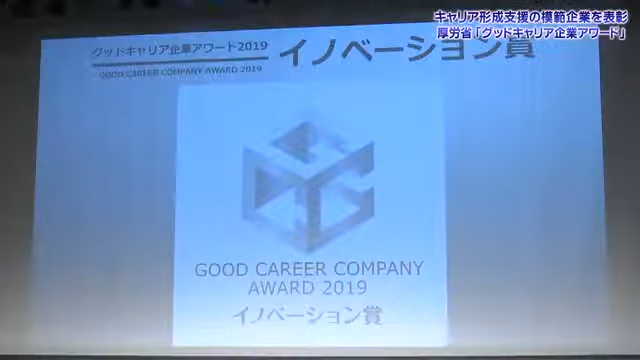 キャリア形成支援の模範企業を表彰
厚労省「グッドキャリア企業アワード」
グッドキャリア企業アワード2019
イノベーション賞
GOOD CAREER COMPANY AWARD 2019
GOOD CAREER COMPANY
AWARD 2019
イノベーション賞